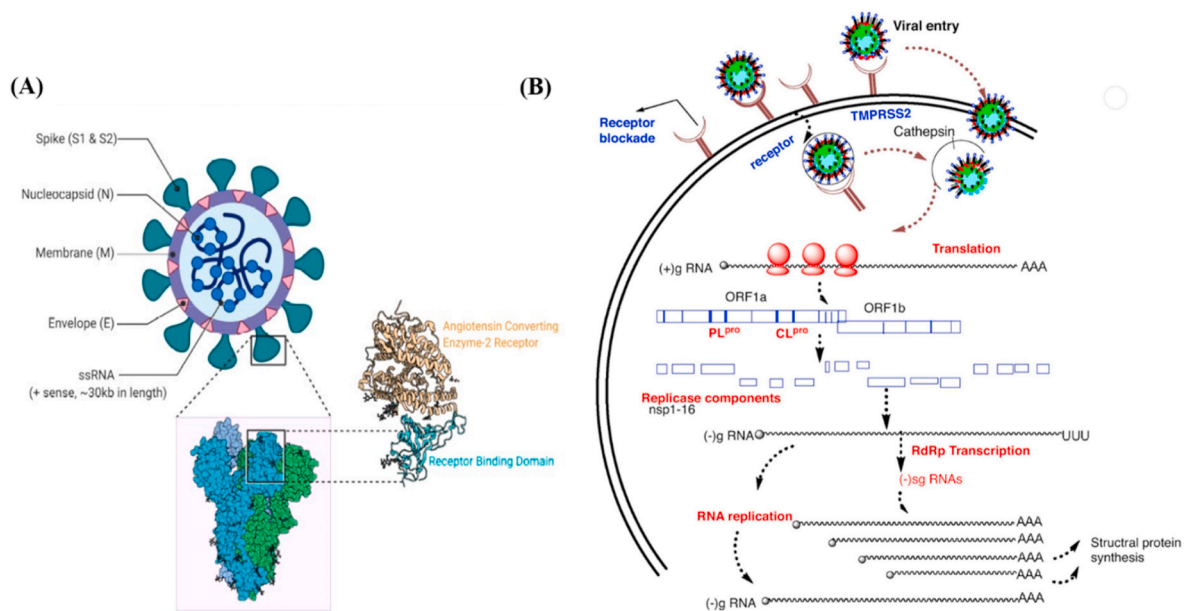 (A)
Spike (S1 & S2)
Nucleocapsid (N)
Membrane (M)
Envelope (E)
ssRNA
(+ sense, ~30kb in length)
Angiotensin Converting
Enzyme-2 Receptor
Receptor Binding Domain
(B)
Viral entry
Receptor
blockade
TMPRSS2
receptor
Cathepsin
Translation
(+)g RNA
AAA
ORF1a
ORF1b
PLpro
CLpro
Replicase components
nsp1-16
(-)g RNA
UUU
RdRp Transcription
(-)sg RNAs
RNA replication
AAA
AAA
AAA
AAA
Structral protein
synthesis
(-)g RNA
AAA